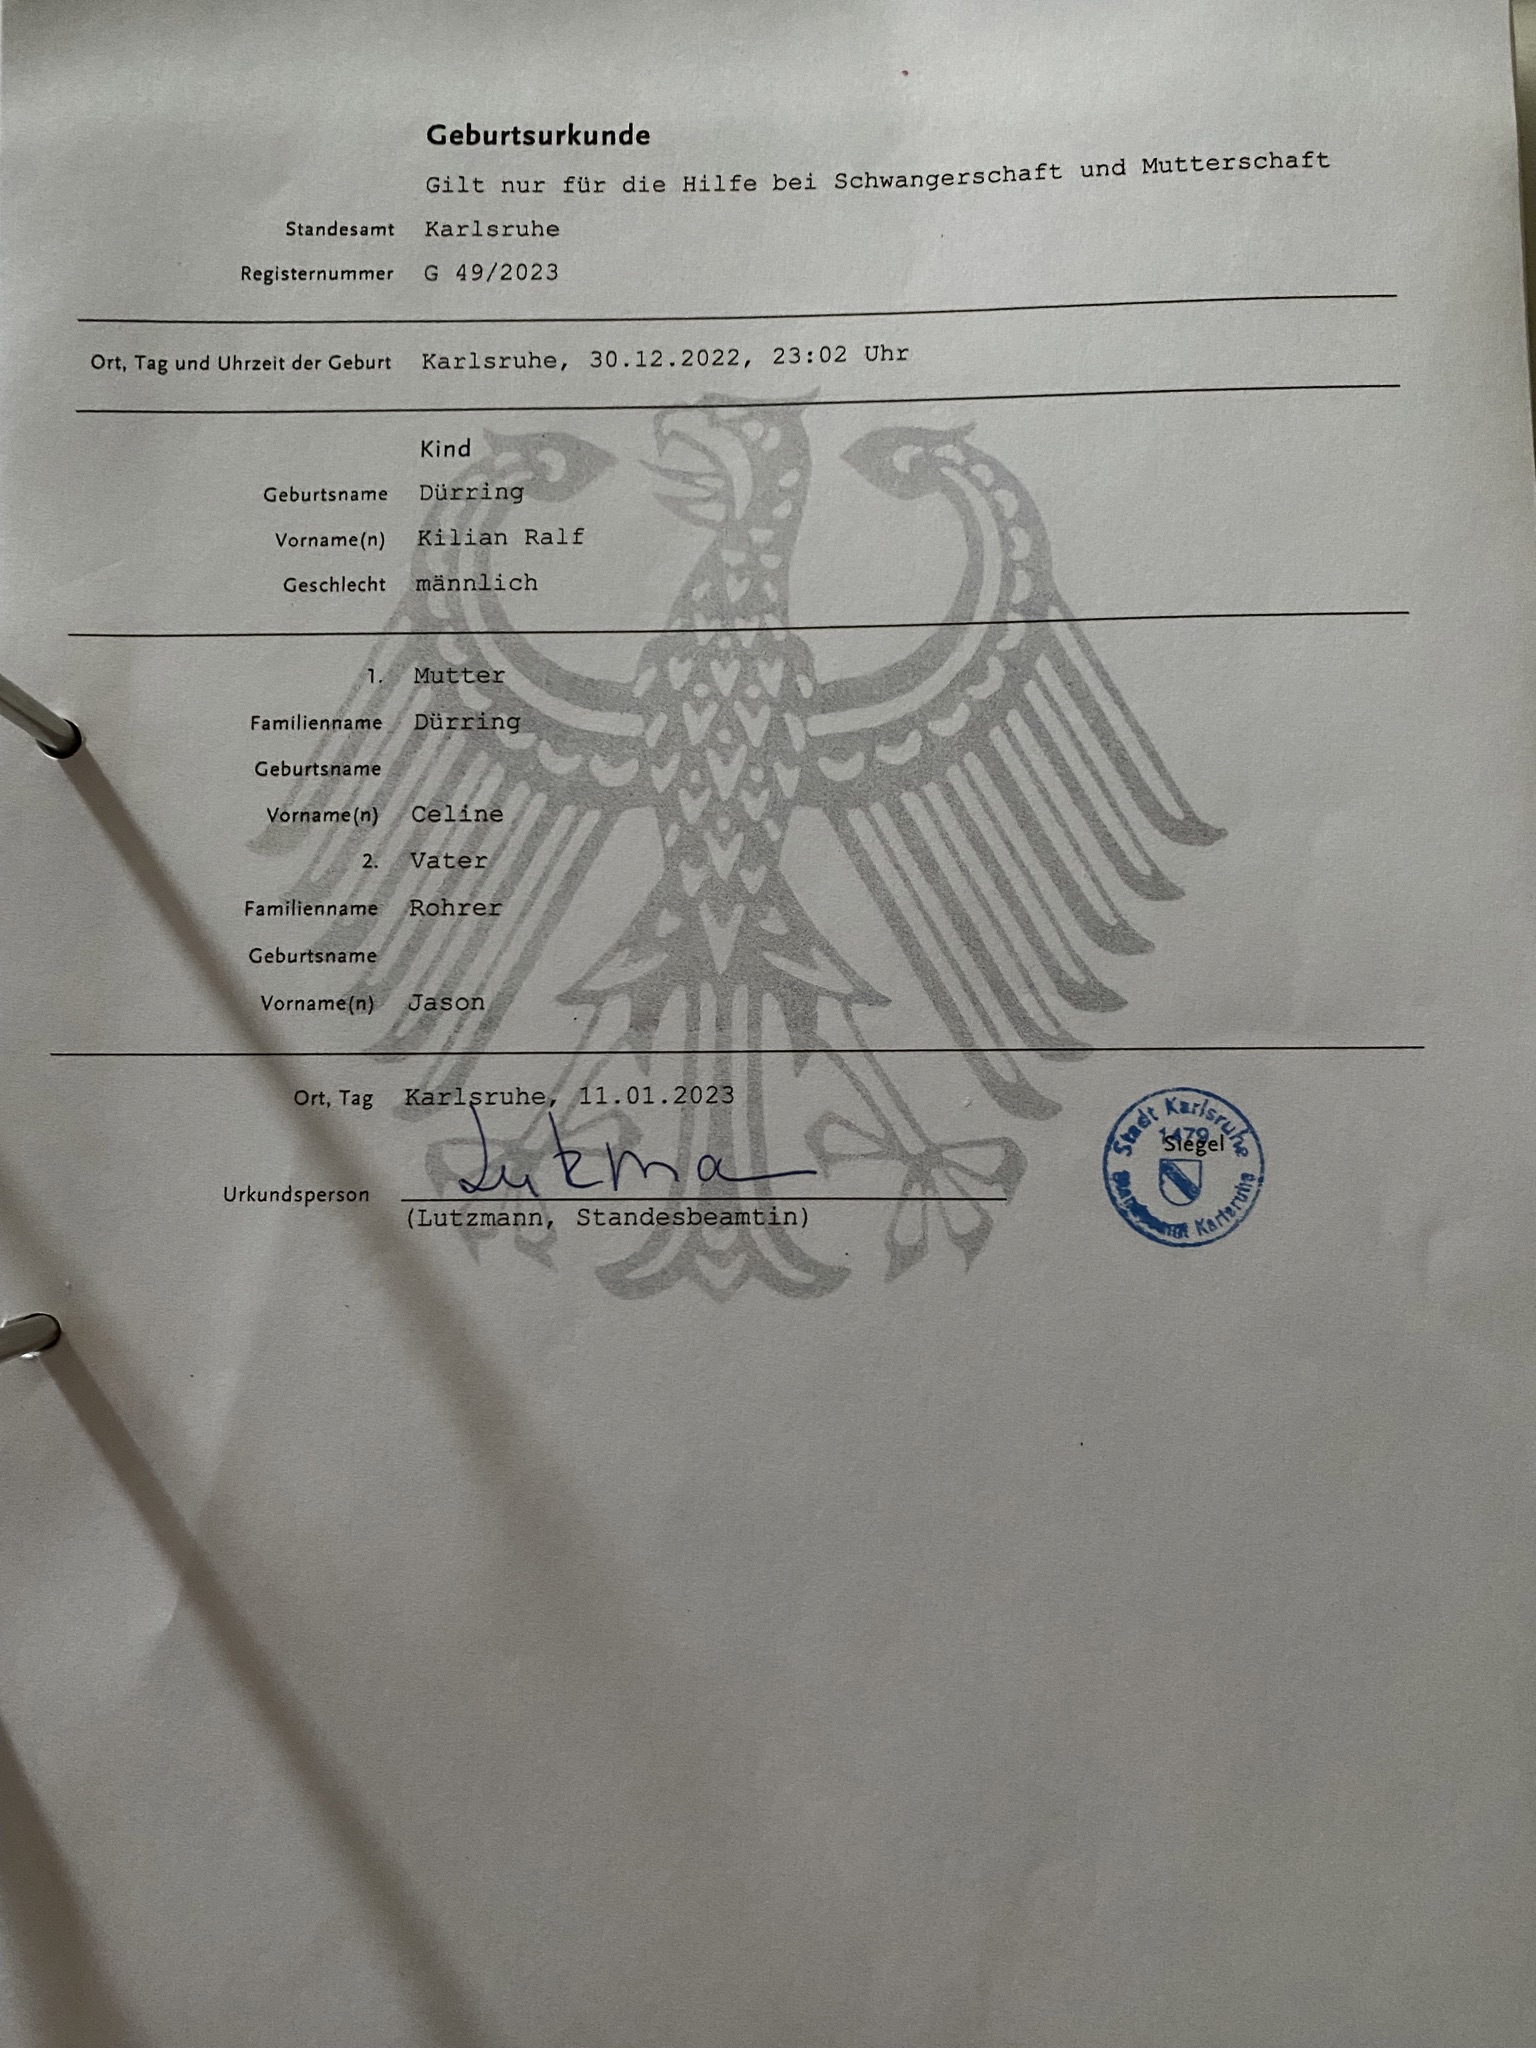 Geburtsurkunde
Gilt nur für die Hilfe bei Schwangerschaft und Mutterschaft
Standesamt Karlsruhe
Registernummer G 49/2023
Ort, Tag und Uhrzeit der Geburt Karlsruhe, 30.12.2022, 23:02 Uhr
Kind
Geburtsname Dürring
Vorname(n) Kilian Ralf
Geschlecht männlich
1. Mutter
Familienname Dürring
Geburtsname
Vorname(n) Celine
2. Vater
Familienname Rohrer
Geburtsname
Vorname(n) Jason
Ort, Tag Karlsruhe, 11.01.2023
Urkundsperson
(Lutzmann, Standesbeamtin)
Stadt Karlsruhe
1479
Siegel
Karlsruhe